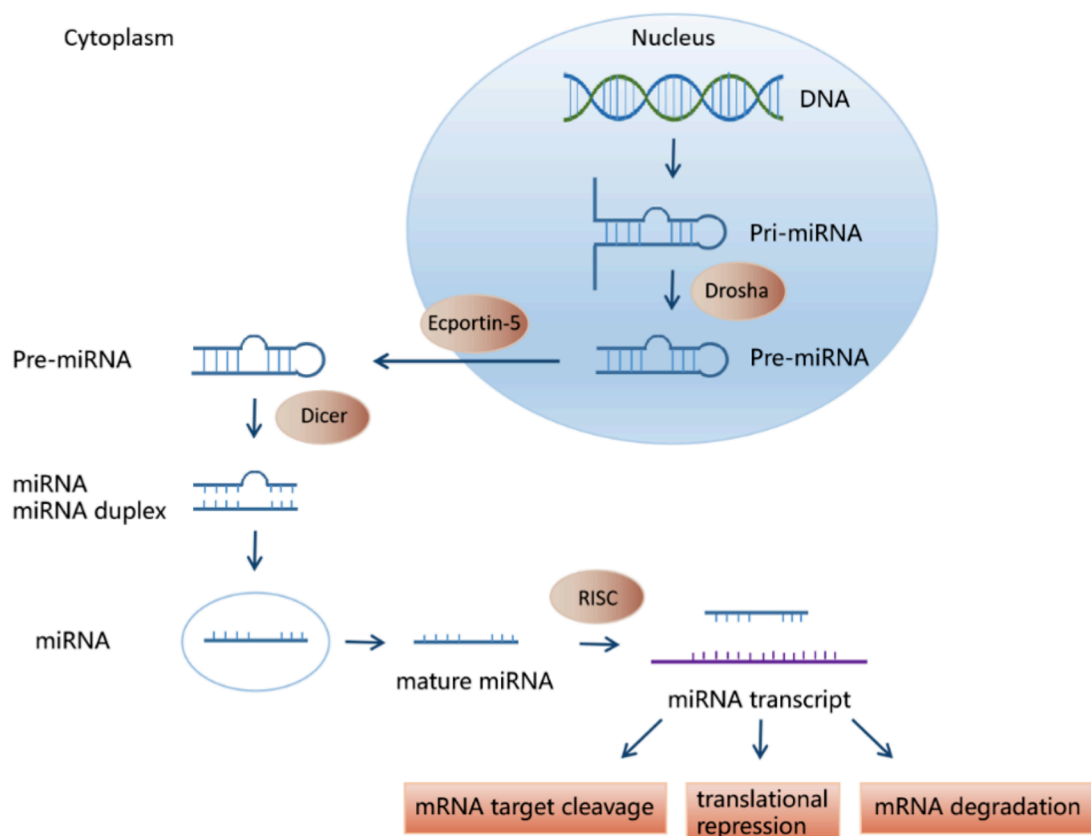 Cytoplasm
Nucleus
DNA
Pri-miRNA
Drosha
Ecportin-5
Pre-miRNA
Pre-miRNA
Dicer
miRNA
miRNA duplex
RISC
miRNA
mature miRNA
miRNA transcript
mRNA target cleavage
translational
repression
mRNA degradation